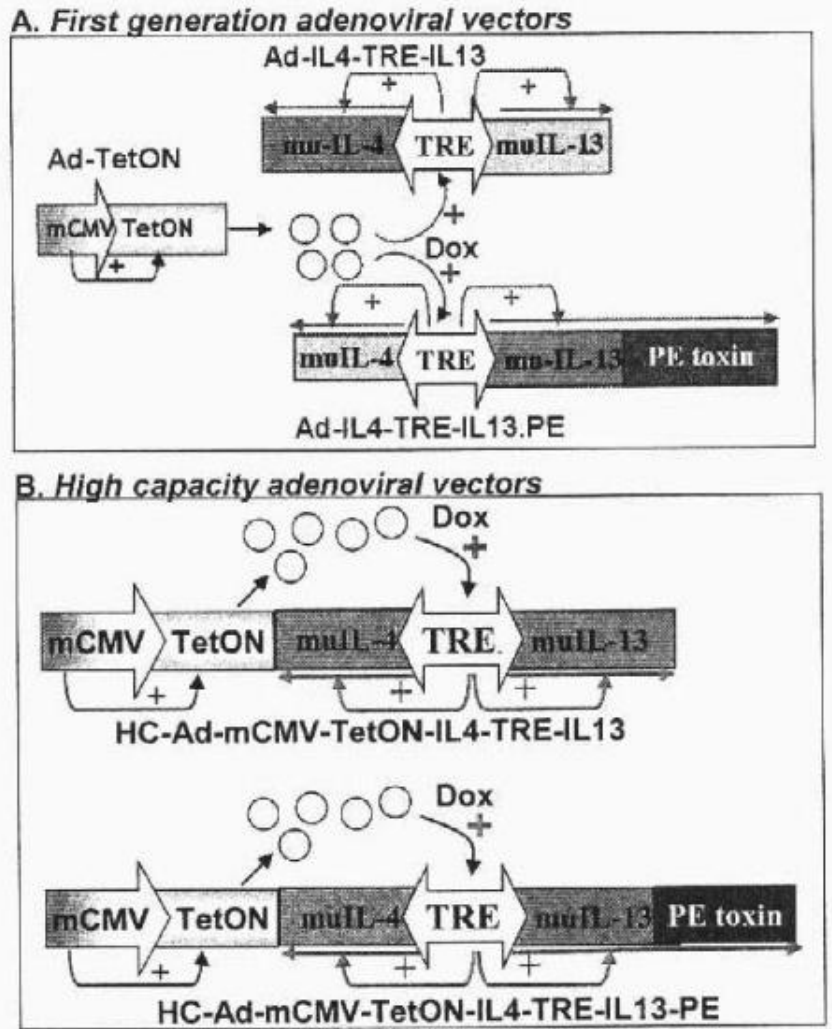 A. First generation adenoviral vectors
Ad-IL4-TRE-IL13
+ +
mu-IL-4 TRE muIL-13
Ad-TetON
mCMV TetON
+
+
Dox
+
+ +
muIL-4 TRE mu-IL-13 PE toxin
Ad-IL4-TRE-IL13.PE
B. High capacity adenoviral vectors
Dox
+
mCMV TetON muIL-4 TRE. muIL-13
+ + +
HC-Ad-mCMV-TetON-IL4-TRE-IL13
Dox
+
mCMV TetON muIL-4 TRE muIL-13 PE toxin
+ + +
HC-Ad-mCMV-TetON-IL4-TRE-IL13-PE